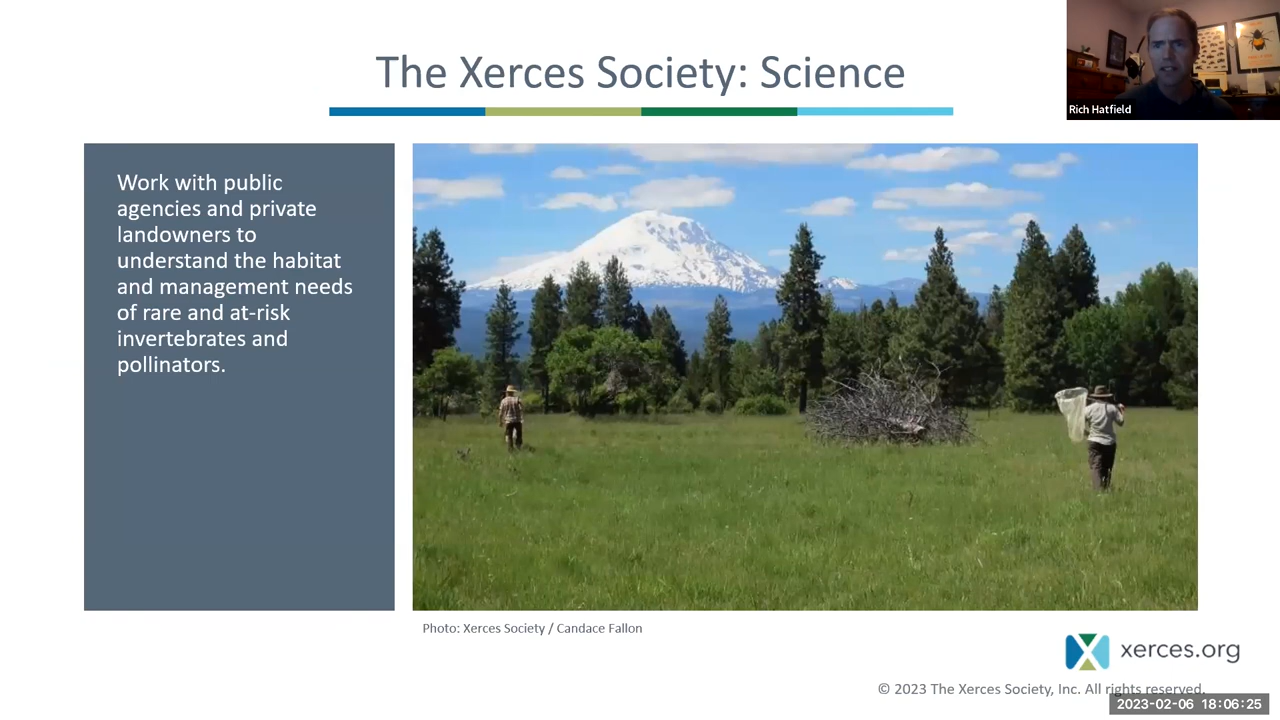 The Xerces Society: Science
Rich Hatfield
Work with public
agencies and private
landowners to
understand the habitat
and management needs
of rare and at-risk
invertebrates and
pollinators.
Photo: Xerces Society / Candace Fallon
xerces.org
© 2023 The Xerces Society, Inc. All rights reserved.
2023-02-06 18:06:25